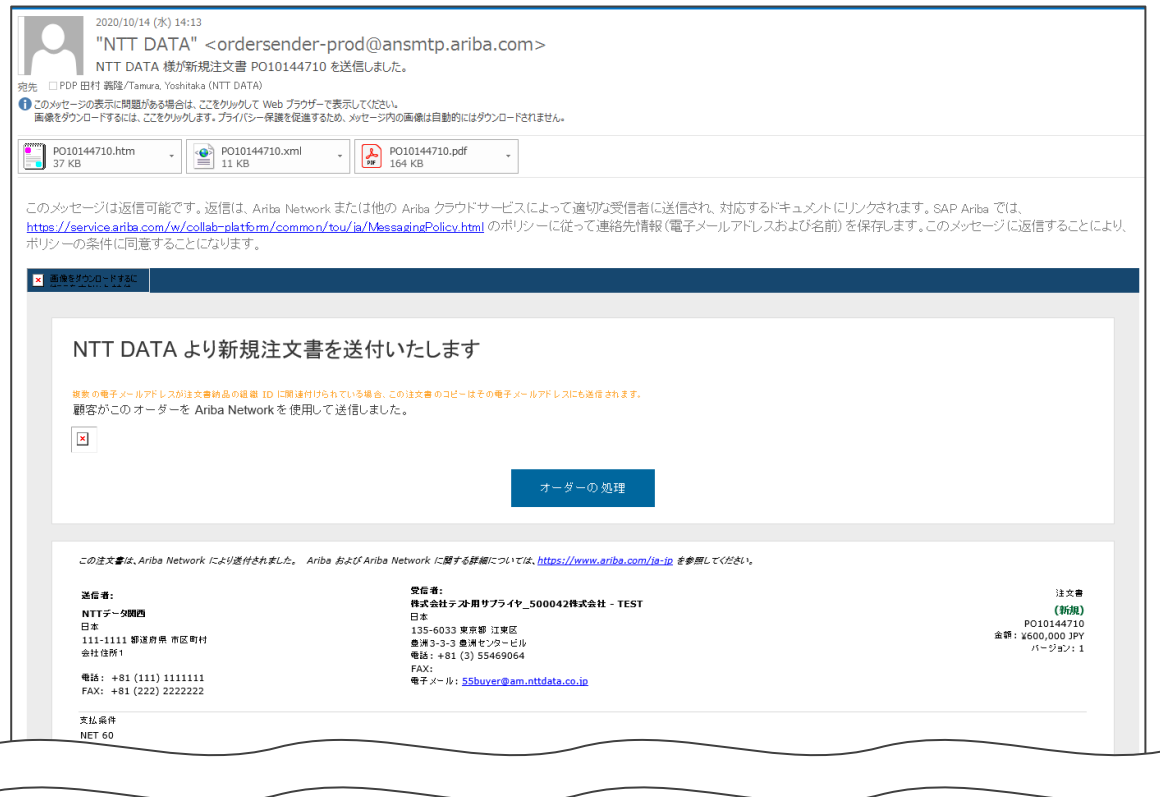 2020/10/14 (水) 14:13
"NTT DATA" <ordersender-prod@ansmtp.ariba.com>
NTT DATA 様が新規注文書 PO10144710 を送信しました。
宛先 □PDP 田村 義隆/Tamura, Yoshitaka (NTT DATA)
このメッセージの表示に問題がある場合は、ここをクリックして Web ブラウザーで表示してください。
画像をダウンロードするには、ここをクリックします。プライバシー保護を促進するため、メッセージ内の画像は自動的にはダウンロードされません。
PO10144710.htm
37 KB
PO10144710.xml
11 KB
PO10144710.pdf
164 KB
このメッセージは返信可能です。返信は、Ariba Network または他の Ariba クラウドサービスによって適切な受信者に送信され、対応するドキュメントにリンクされます。SAP Ariba では、
https://service.ariba.com/w/collab-platform/common/tou/ja/MessagingPolicy.html のポリシーに従って連絡先情報(電子メールアドレスおよび名前)を保存します。このメッセージに返信することにより、
ポリシーの条件に同意することになります。
画像をダウンロードするに
NTT DATA より新規注文書を送付いたします
複数の電子メールアドレスが注文書納品の組織 ID に関連付けられている場合、この注文書のコピーはその電子メールアドレスにも送信されます。
顧客がこのオーダーを Ariba Networkを使用して送信しました。
オーダーの処理
この注文書は、Ariba Network により送付されました。 Ariba および Ariba Network に関する詳細については、https://www.ariba.com/ja-jp を参照してください。
送信者:
NTTデータ関西
日本
111-1111 都道府県 市区町村
会社住所1
電話: +81 (111) 1111111
FAX: +81 (222) 2222222
受信者:
株式会社テスト用サプライヤ_500042株式会社 - TEST
日本
135-6033 東京都 江東区
豊洲3-3-3 豊洲センタービル
電話: +81 (3) 55469064
FAX:
電子メール: 55buyer@am.nttdata.co.jp
注文書
(新規)
PO10144710
金額: ¥600,000 JPY
バージョン: 1
支払条件
NET 60